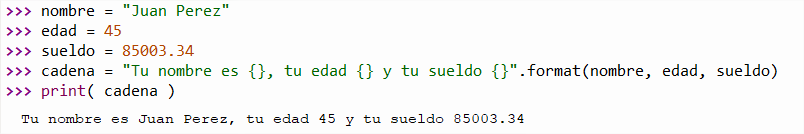 >>> nombre = "Juan Perez"
>>> edad = 45
>>> sueldo = 85003.34
>>> cadena = "Tu nombre es {}, tu edad {} y tu sueldo {}".format(nombre, edad, sueldo)
>>> print( cadena )
Tu nombre es Juan Perez, tu edad 45 y tu sueldo 85003.34